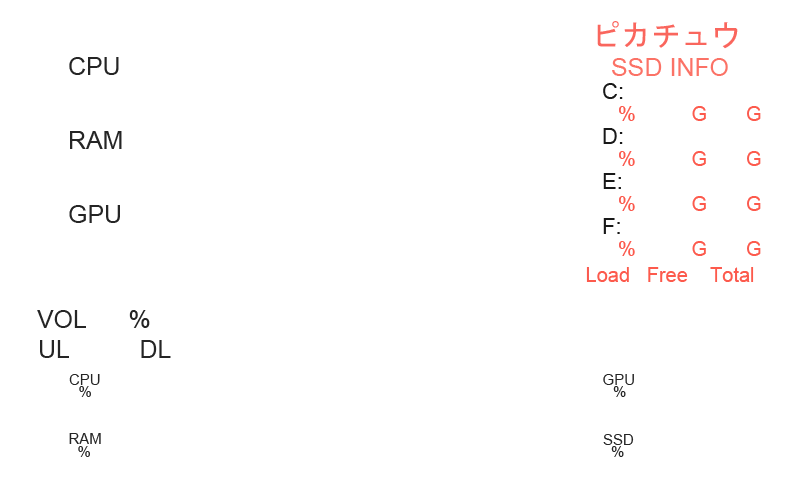 ピカチュウ
CPU
SSD INFO
C:
% G G
RAM
D:
% G G
E:
% G G
GPU
F:
% G G
Load Free Total
VOL %
UL DL
CPU
%
GPU
%
RAM
%
SSD
%